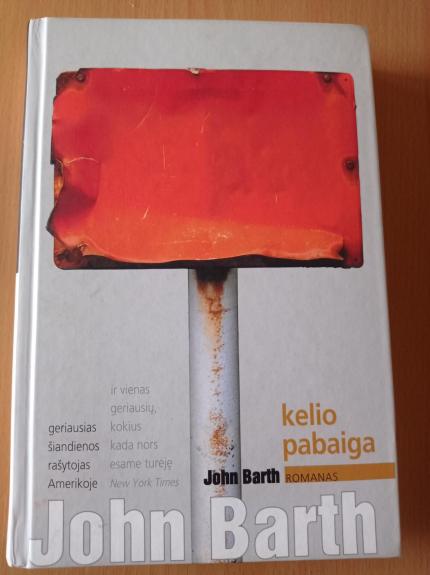 geriausias
šiandienos
rašytojas
Amerikoje
ir vienas
geriausių,
kokius
kada nors
esame turėję
New York Times
kelio
pabaiga
John Barth ROMANAS
John Barth